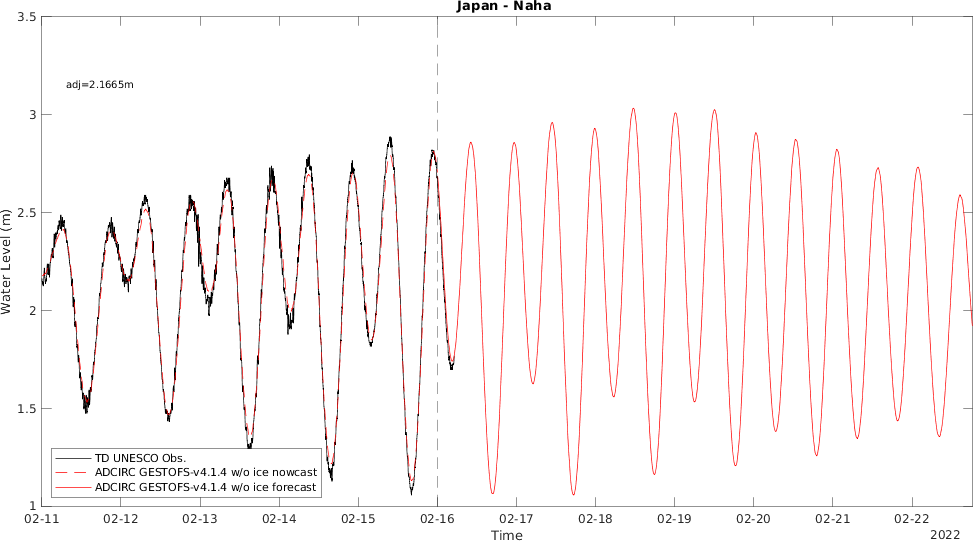 Japan - Naha
3.5
adj=2.1665m
3
2.5
Water Level (m)
2
1.5
TD UNESCO Obs.
ADCIRC GESTOFS-v4.1.4 w/o ice nowcast
ADCIRC GESTOFS-v4.1.4 w/o ice forecast
1
02-11 02-12 02-13 02-14 02-15 02-16 02-17 02-18 02-19 02-20 02-21 02-22
Time
2022